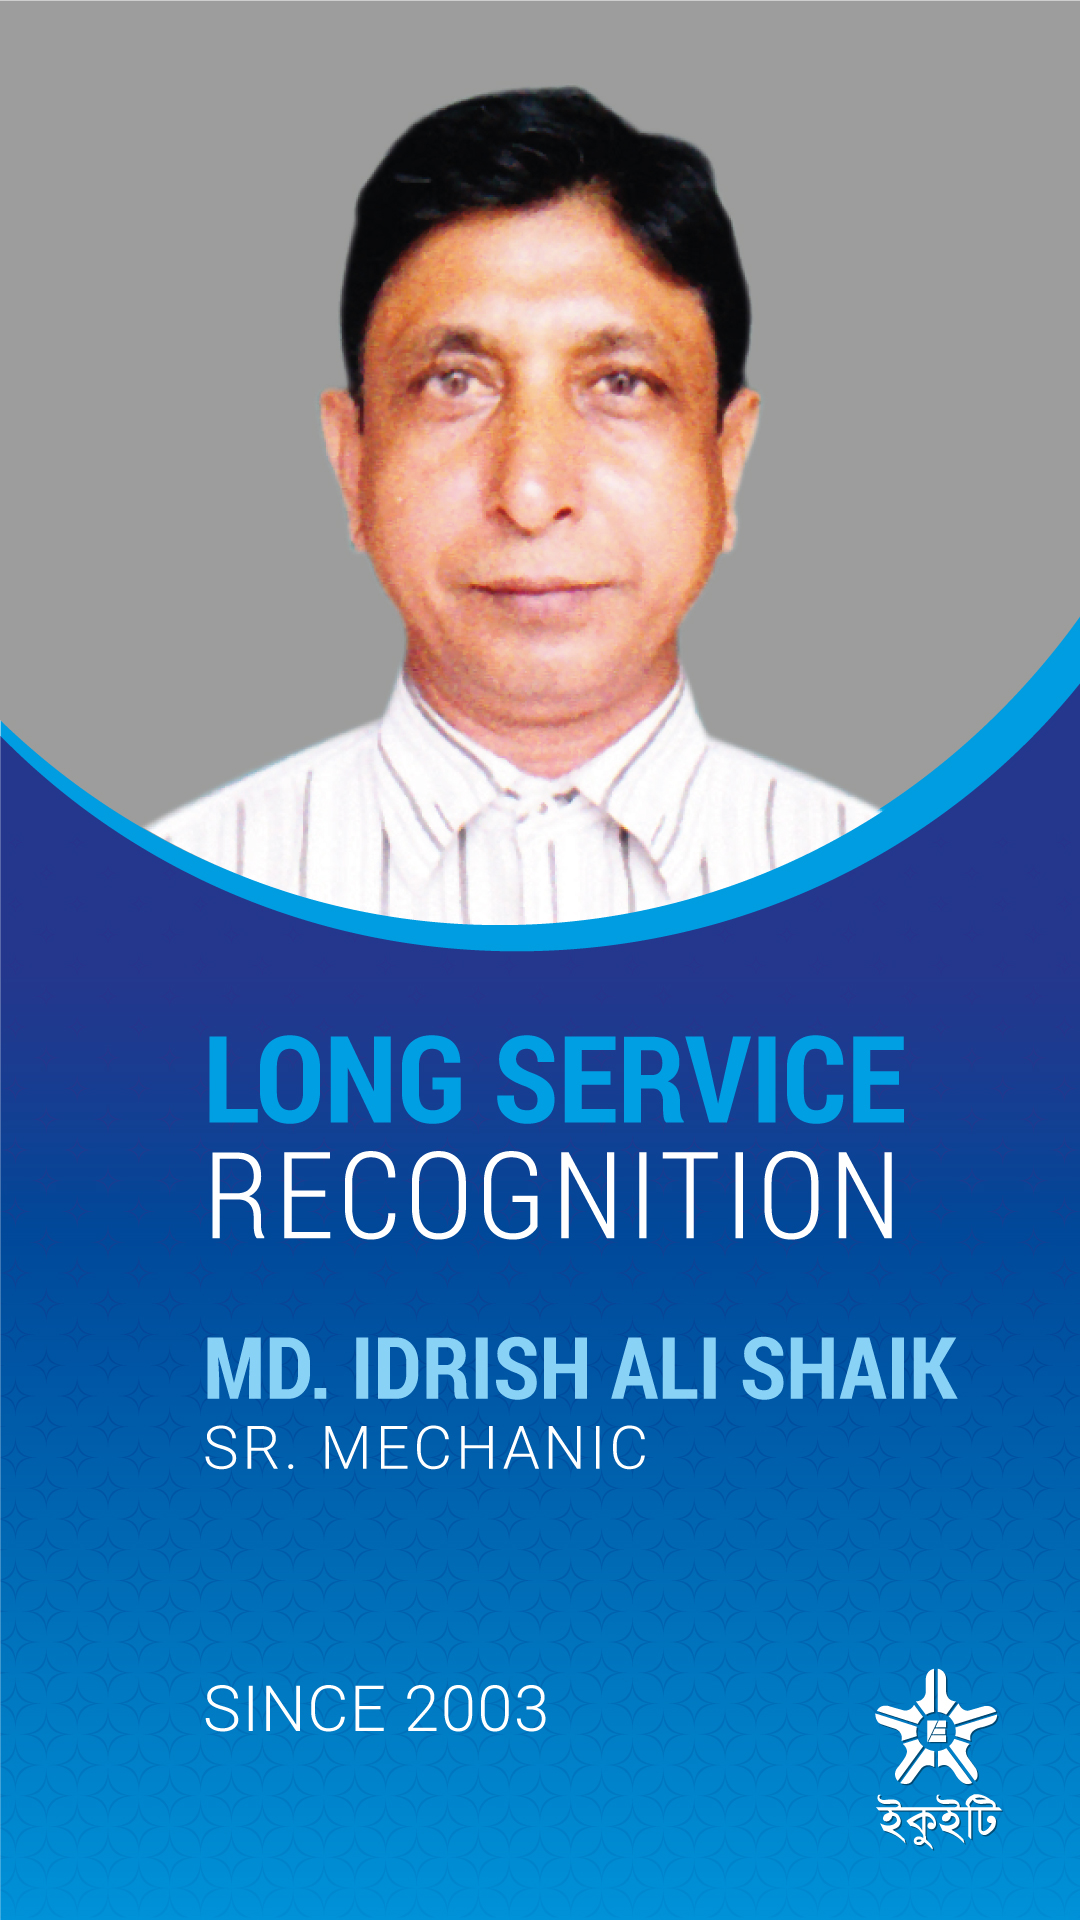 LONG SERVICE
RECOGNITION
MD. IDRISH ALI SHAIK
SR. MECHANIC
SINCE 2003
E
ইকুইটি